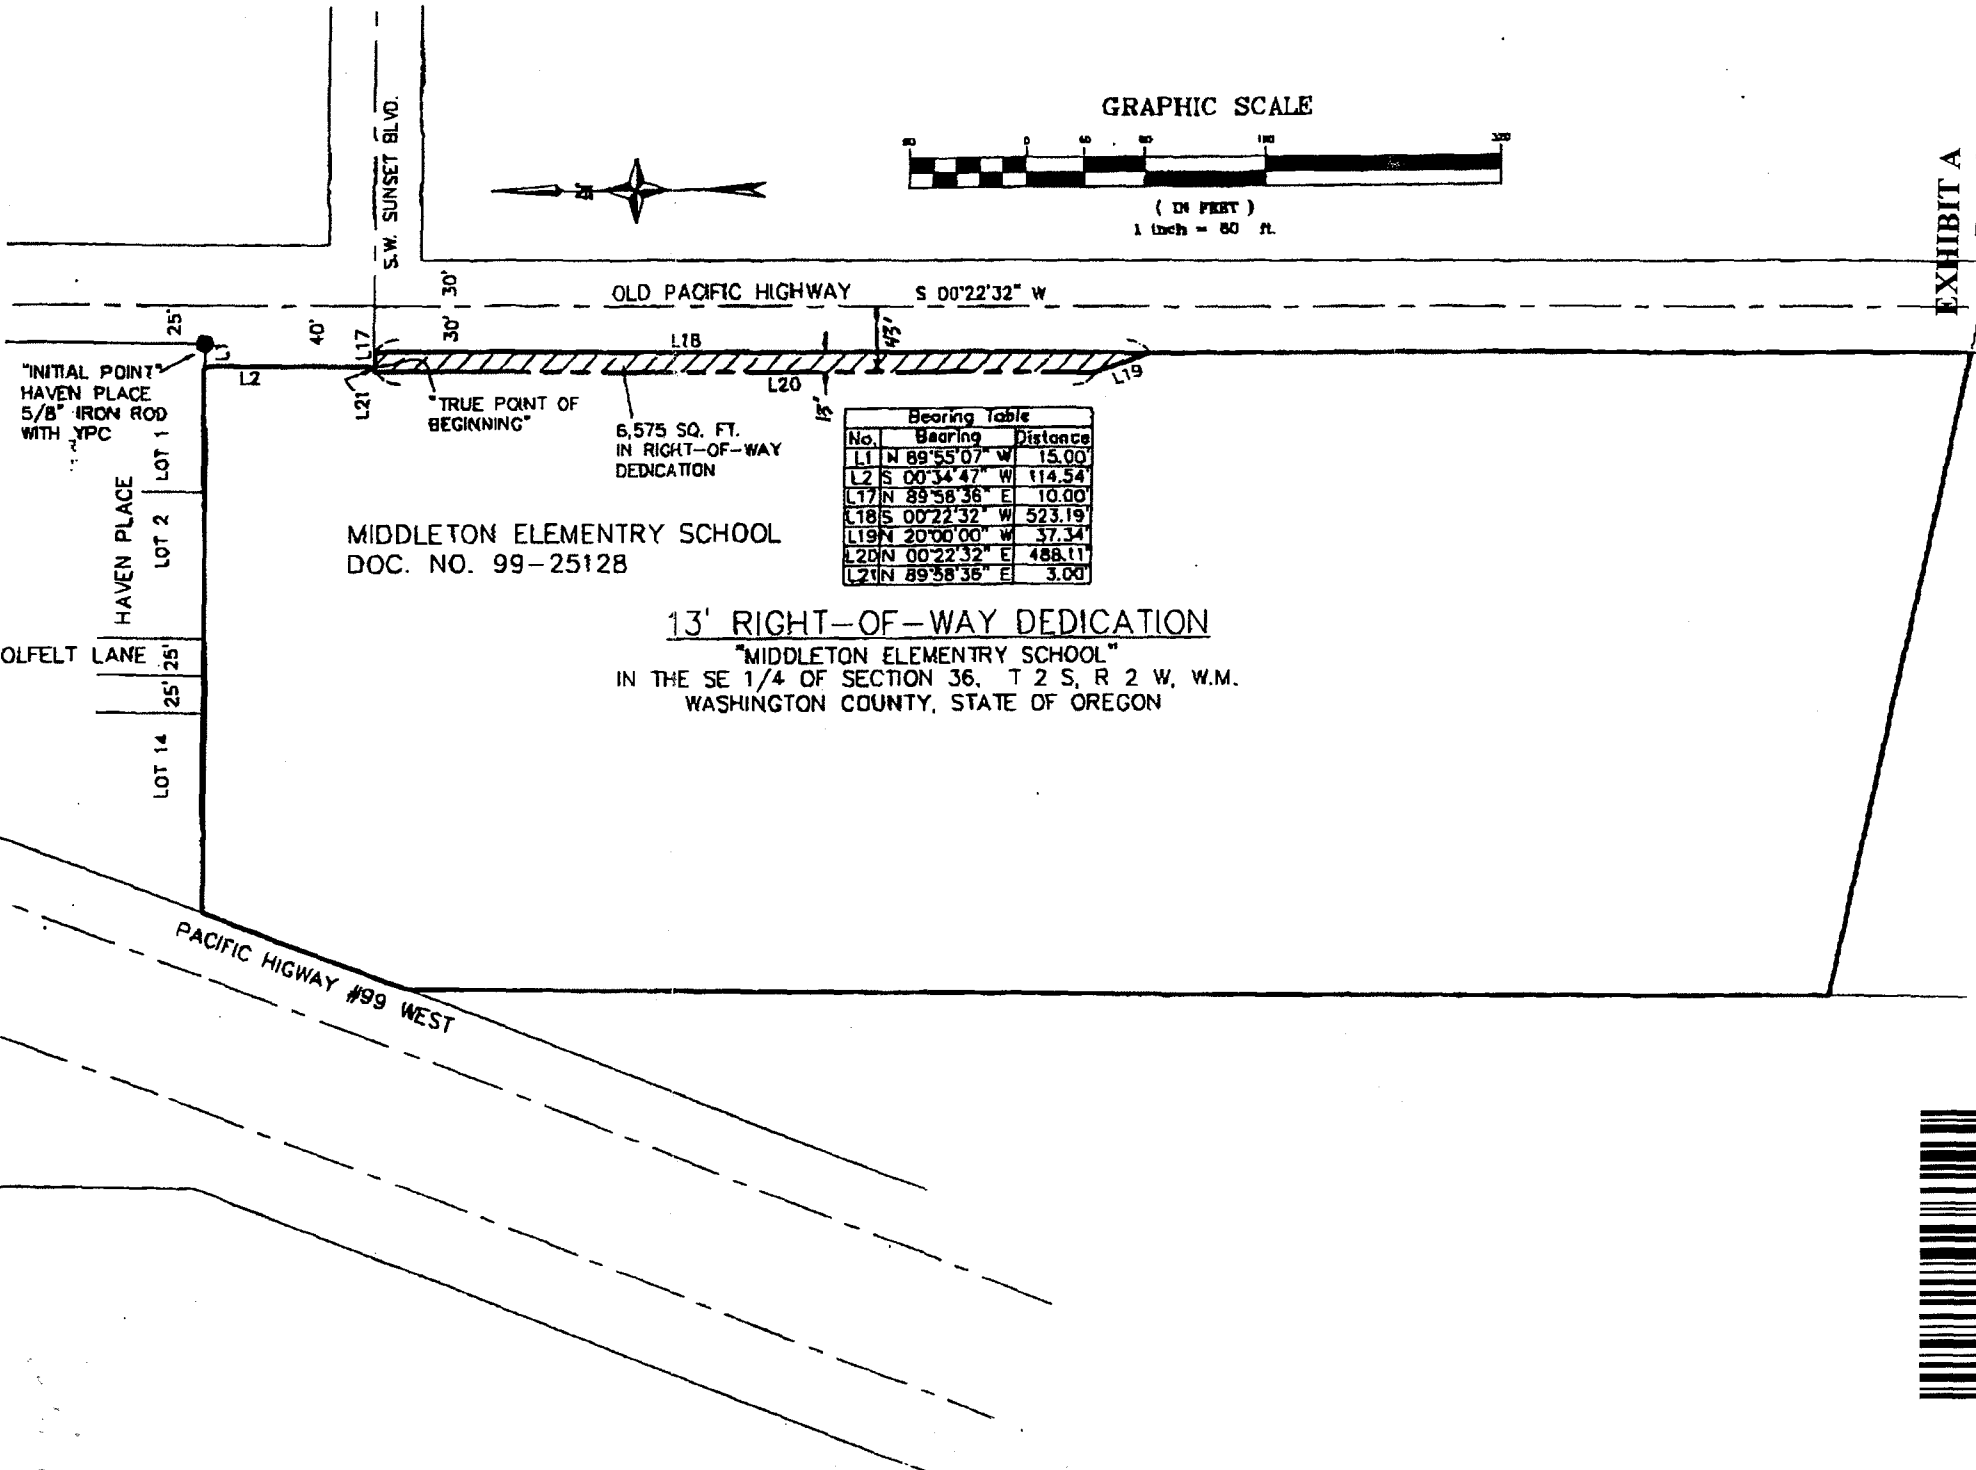 S.W. SUNSET BLVD.
GRAPHIC SCALE
( IN FEET )
1 inch = 80 ft.
EXHIBIT A
OLD PACIFIC HIGHWAY S 00°22'32" W
25'
40'
30'
30'
43'
L1
L2
L17
L18
L19
L20
L21
13'
"INITIAL POINT"
HAVEN PLACE
5/8" IRON ROD
WITH YPC
"TRUE POINT OF
BEGINNING"
6,575 SQ. FT.
IN RIGHT-OF-WAY
DEDICATION
Bearing Table
No. Bearing Distance
L1 N 89°55'07" W 15.00'
L2 S 00°34'47" W 114.54'
L17 N 89°58'36" E 10.00'
L18 S 00°22'32" W 523.19'
L19 N 20°00'00" W 37.34'
L20 N 00°22'32" E 488.11'
L21 N 89°58'36" E 3.00'
MIDDLETON ELEMENTRY SCHOOL
DOC. NO. 99-25128
HAVEN PLACE
LOT 1
LOT 2
OLFELT LANE
25'
25'
LOT 14
13' RIGHT-OF-WAY DEDICATION
"MIDDLETON ELEMENTRY SCHOOL"
IN THE SE 1/4 OF SECTION 36, T 2 S, R 2 W, W.M.
WASHINGTON COUNTY, STATE OF OREGON
PACIFIC HIGWAY #99 WEST